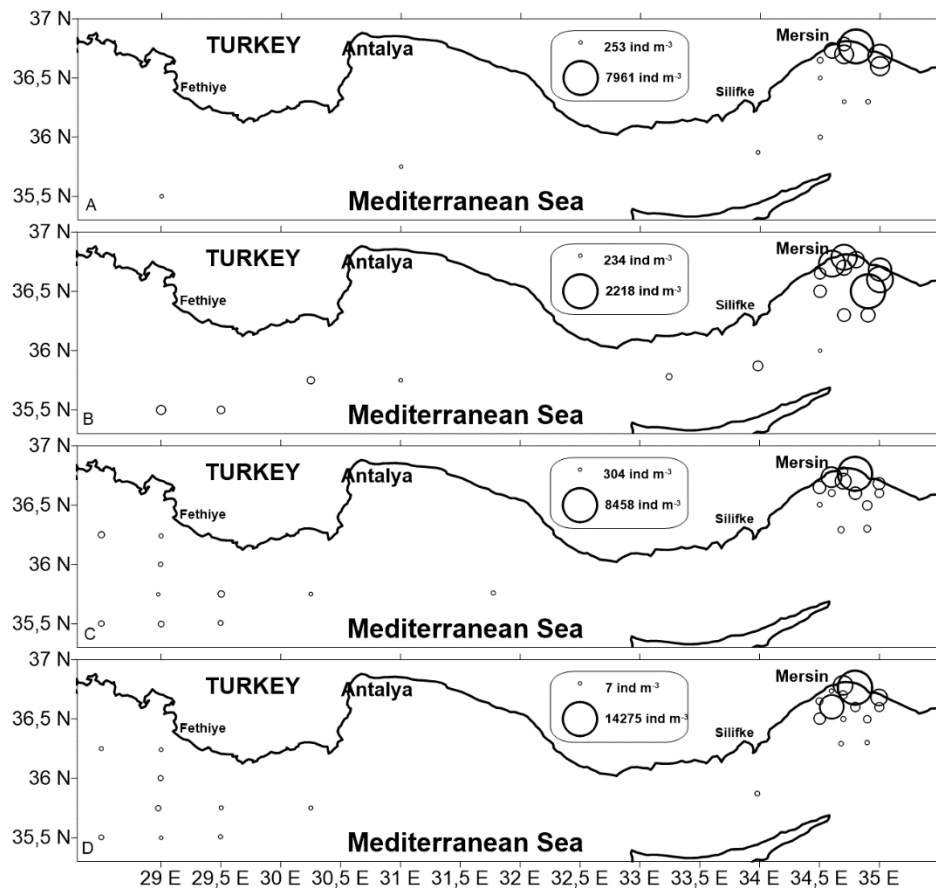 37 N
TURKEY
Antalya
253 ind m-3
Mersin
36,5 N
Fethiye
7961 ind m-3
Silifke
36 N
35,5 N
A
Mediterranean Sea
37 N
TURKEY
Antalya
234 ind m-3
Mersin
36,5 N
Fethiye
2218 ind m-3
Silifke
36 N
35,5 N
B
Mediterranean Sea
37 N
TURKEY
Antalya
304 ind m-3
Mersin
36,5 N
Fethiye
8458 ind m-3
Silifke
36 N
35,5 N
C
Mediterranean Sea
37 N
TURKEY
Antalya
7 ind m-3
Mersin
36,5 N
Fethiye
14275 ind m-3
Silifke
36 N
35,5 N
D
Mediterranean Sea
29 E 29,5 E 30 E 30,5 E 31 E 31,5 E 32 E 32,5 E 33 E 33,5 E 34 E 34,5 E 35 E